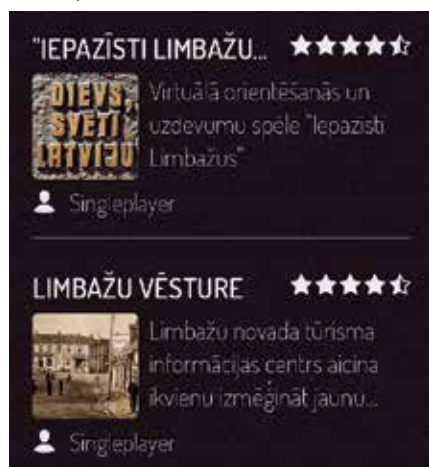 "IEPAZĪSTI LIMBAŽU...
DIEVS,
SVĒTĪ
LATVIJU
Virtuālā orientēšanās un
uzdevumu spēle "Iepazīsti
Limbažus"
Singleplayer
LIMBAŽU VĒSTURE
Limbažu novada tūrisma
informācijas centrs aicina
ikvienu izmēģināt jaunu...
Singleplayer